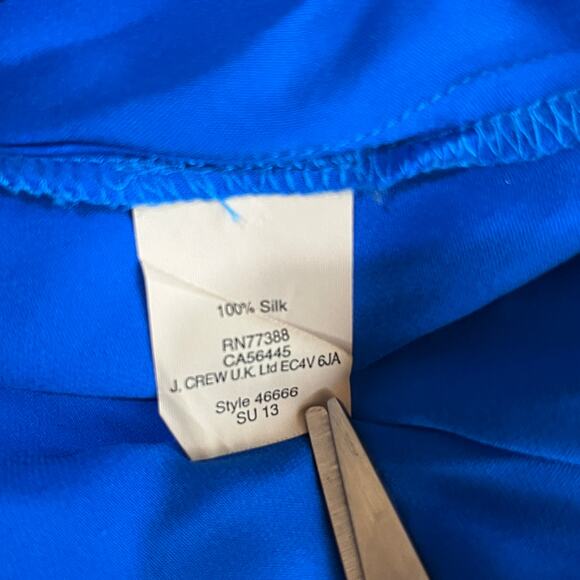 100% Silk
RN77388
CA56445
J. CREW U.K. Ltd EC4V 6JA
Style 46666
SU 13